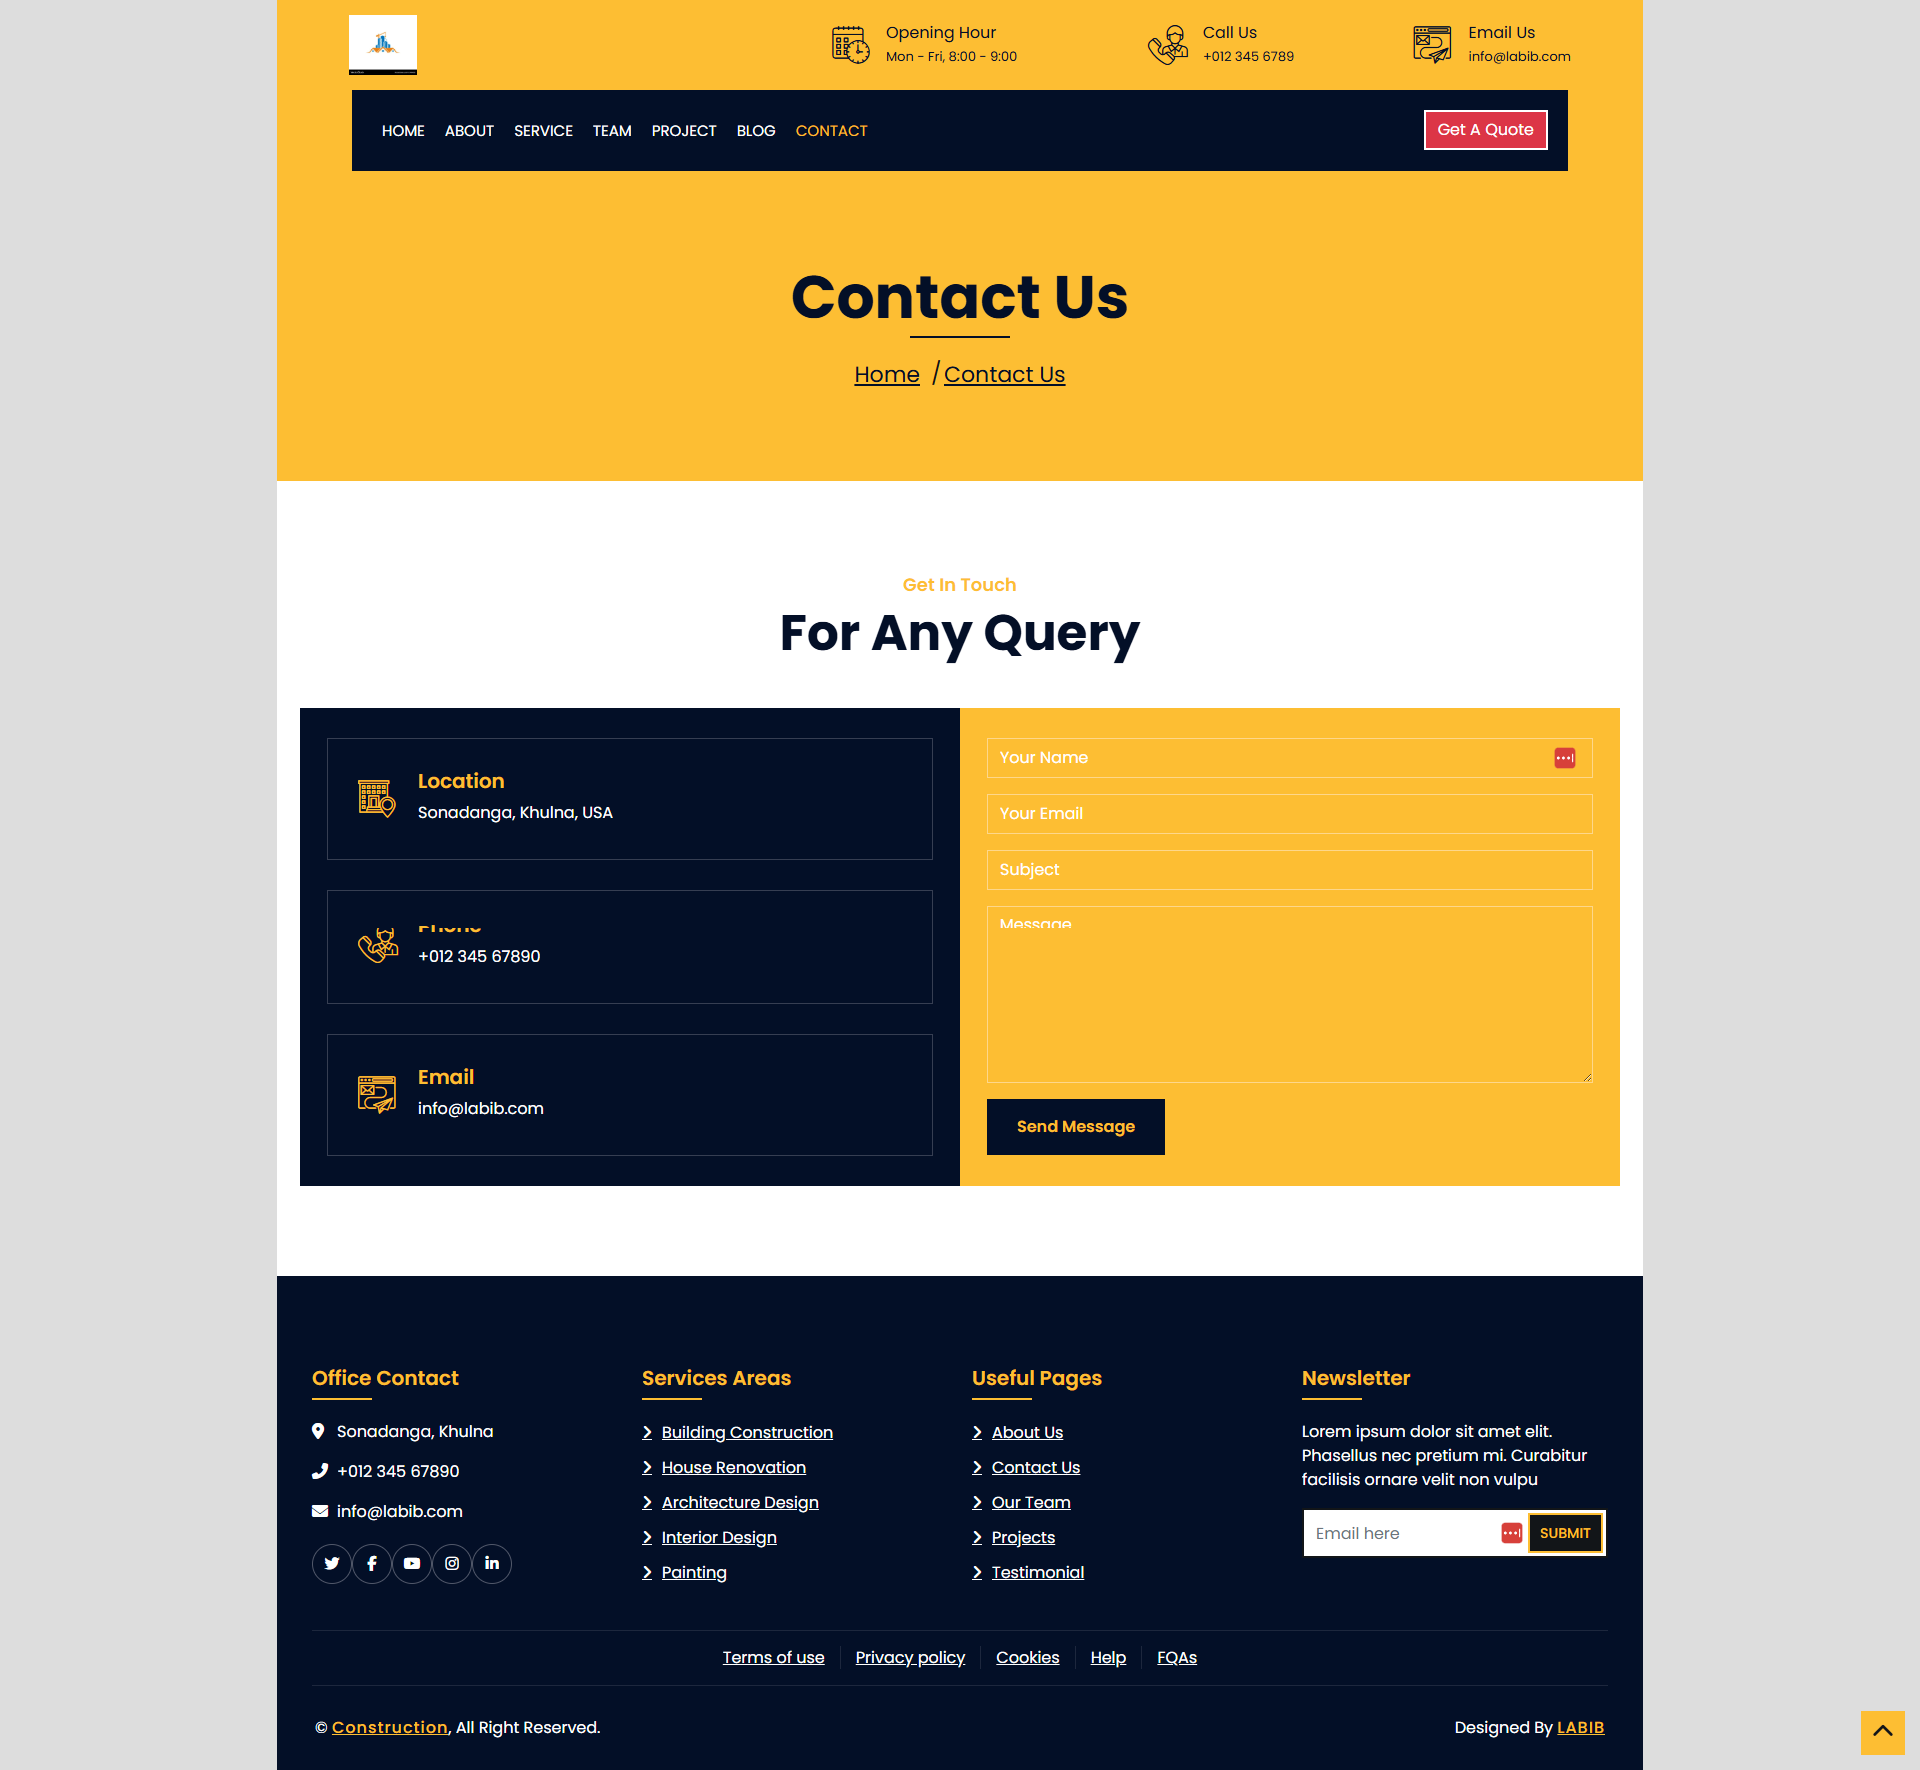 Opening Hour
Mon - Fri, 8:00 - 9:00
Call Us
+012 345 6789
Email Us
info@labib.com
HOME ABOUT SERVICE TEAM PROJECT BLOG CONTACT
Get A Quote
Contact Us
Home / Contact Us
Get In Touch
For Any Query
Location
Sonadanga, Khulna, USA
Phone
+012 345 67890
Email
info@labib.com
Your Name
Your Email
Subject
Message
Send Message
Office Contact
Sonadanga, Khulna
+012 345 67890
info@labib.com
Services Areas
Building Construction
House Renovation
Architecture Design
Interior Design
Painting
Useful Pages
About Us
Contact Us
Our Team
Projects
Testimonial
Newsletter
Lorem ipsum dolor sit amet elit.
Phasellus nec pretium mi. Curabitur
facilisis ornare velit non vulpu
Email here
SUBMIT
Terms of use
Privacy policy
Cookies
Help
FQAs
© Construction, All Right Reserved.
Designed By LABIB